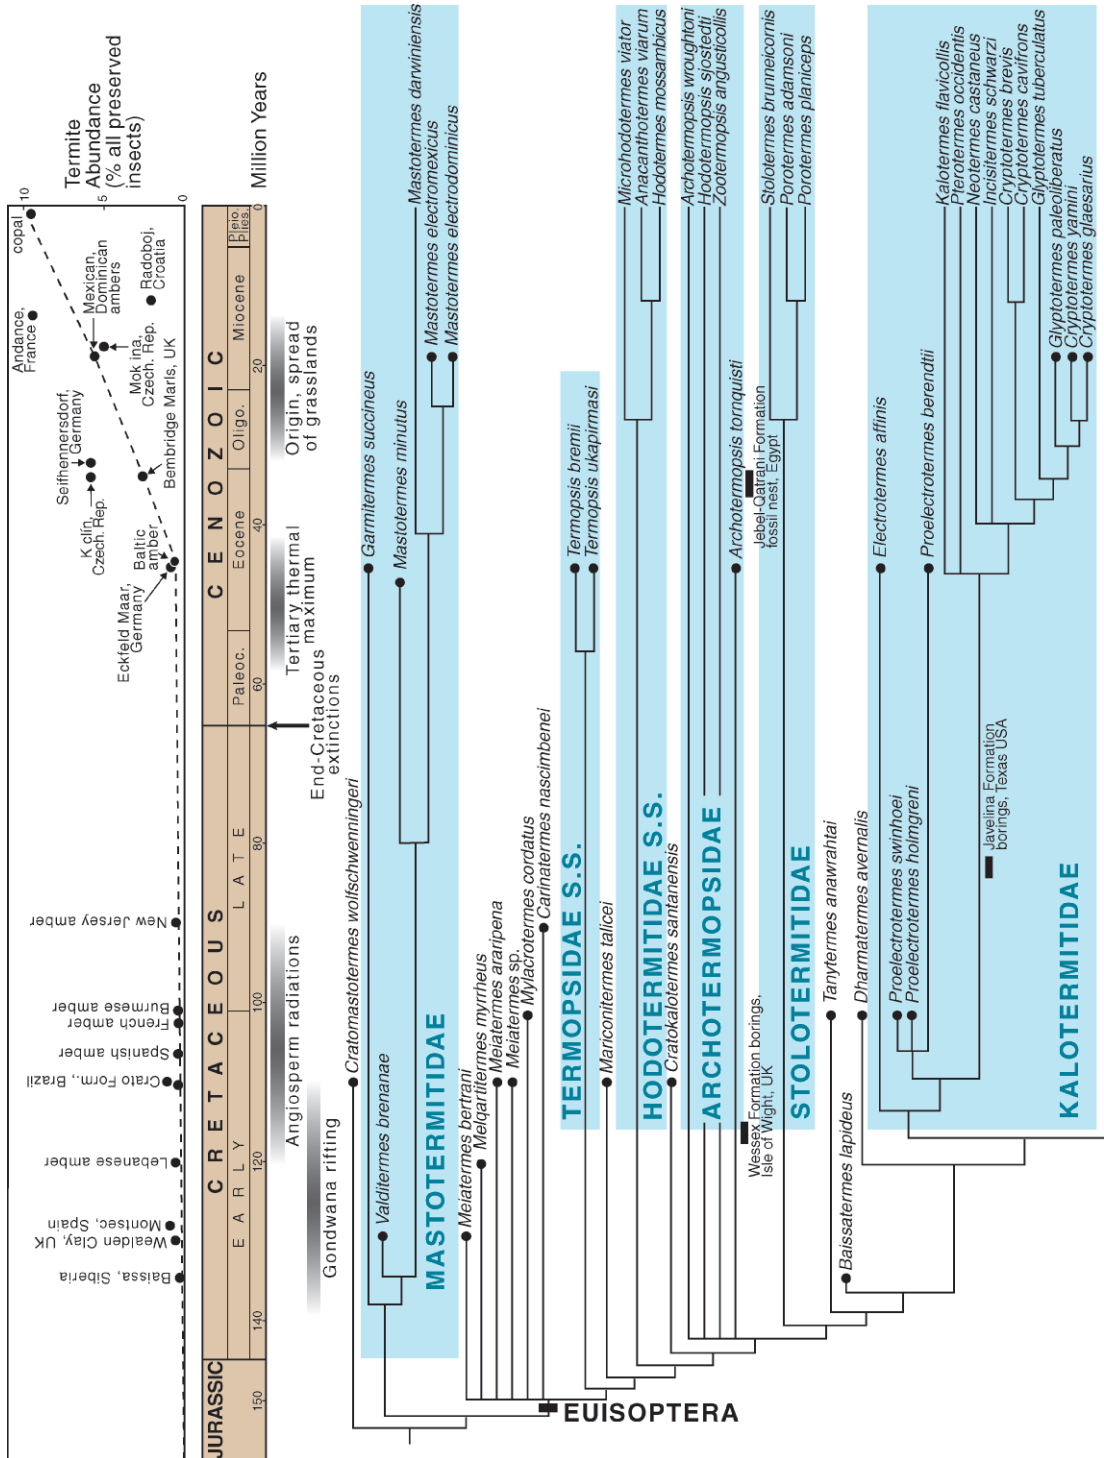 Termite
Abundance
(% all preserved
insects)
10
5
0
copal
Andance,
France
Mexican,
Dominican
ambers
Radoboj,
Croatia
Mok ina,
Czech. Rep.
Seifhennersdorf,
Germany
Bembridge Marls, UK
K clín,
Czech. Rep.
Baltic
amber
Eckfeld Maar,
Germany
New Jersey amber
Burmese amber
French amber
Spanish amber
Crato Form., Brazil
Lebanese amber
Montsec, Spain
Wealden Clay, UK
Baissa, Siberia
Million Years
JURASSIC
CRETACEOUS
CENOZOIC
EARLY
LATE
Paleoc.
Eocene
Oligo.
Miocene
Pleio.
Ples.
150
140
120
100
80
60
40
20
0
Gondwana rifting
Angiosperm radiations
End-Cretaceous
extinctions
Tertiary thermal
maximum
Origin, spread
of grasslands
Cratomastotermes wolfschwenningeri
Garmitermes succineus
Valditermes brenanae
Mastotermes minutus
Mastotermes darwiniensis
Mastotermes electromexicus
Mastotermes electrodominicus
MASTOTERMITIDAE
Meiatermes bertrani
Melqartitermes myrrheus
Meiatermes araripena
Meiatermes sp.
Mylacrotermes cordatus
Carinatermes nascimbenei
EUISOPTERA
Termopsis bremii
Termopsis ukapirmasi
TERMOPSIDAE S.S.
Mariconitermes talicei
Microhodotermes viator
Anacanthotermes viarum
Hodotermes mossambicus
HODOTERMITIDAE S.S.
Cratokalotermes santanensis
Archotermopsis wroughtoni
Hodotermopsis sjostedti
Zootermopsis angusticollis
ARCHOTERMOPSIDAE
Archotermopsis tornquisti
Wessex Formation borings,
Isle of Wight, UK
Jebel-Qatrani Formation
fossil nest, Egypt
Stolotermes brunneicornis
Porotermes adamsoni
Porotermes planiceps
STOLOTERMITIDAE
Tanytermes anawrahtai
Baissatermes lapideus
Dharmatermes avernalis
Electrotermes affinis
Proelectrotermes swinhoei
Proelectrotermes holmgreni
Proelectrotermes berendtii
Kalotermes flavicollis
Pterotermes occidentis
Neotermes castaneus
Incisitermes schwarzi
Cryptotermes brevis
Cryptotermes cavifrons
Glyptotermes tuberculatus
Glyptotermes paleoliberatus
Cryptotermes yamini
Cryptotermes glaesarius
Javelina Formation
borings, Texas USA
KALOTERMITIDAE